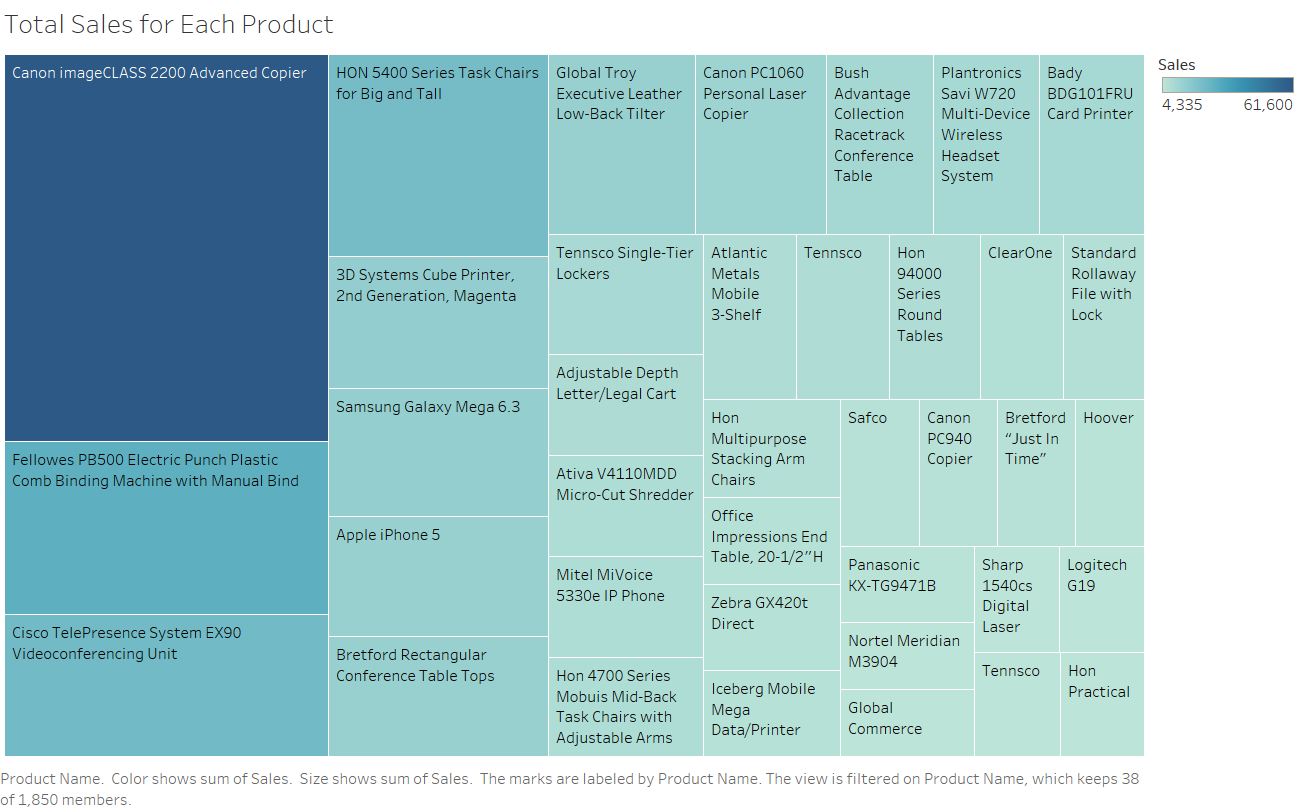 Total Sales for Each Product
Canon imageCLASS 2200 Advanced Copier
Fellowes PB500 Electric Punch Plastic
Comb Binding Machine with Manual Bind
Cisco TelePresence System EX90
Videoconferencing Unit
HON 5400 Series Task Chairs
for Big and Tall
3D Systems Cube Printer,
2nd Generation, Magenta
Samsung Galaxy Mega 6.3
Apple iPhone 5
Bretford Rectangular
Conference Table Tops
Global Troy
Executive Leather
Low-Back Tilter
Canon PC1060
Personal Laser
Copier
Bush
Advantage
Collection
Racetrack
Conference
Table
Plantronics
Savi W720
Multi-Device
Wireless
Headset
System
Bady
BDG101FRU
Card Printer
Tennsco Single-Tier
Lockers
Adjustable Depth
Letter/Legal Cart
Ativa V4110MDD
Micro-Cut Shredder
Mitel MiVoice
5330e IP Phone
Hon 4700 Series
Mobuis Mid-Back
Task Chairs with
Adjustable Arms
Atlantic
Metals
Mobile
3-Shelf
Tennsco
Hon
94000
Series
Round
Tables
ClearOne
Standard
Rollaway
File with
Lock
Hon
Multipurpose
Stacking Arm
Chairs
Office
Impressions End
Table, 20-1/2”H
Zebra GX420t
Direct
Iceberg Mobile
Mega
Data/Printer
Safco
Canon
PC940
Copier
Bretford
“Just In
Time”
Hoover
Panasonic
KX-TG9471B
Nortel Meridian
M3904
Global
Commerce
Sharp
1540cs
Digital
Laser
Logitech
G19
Tennsco
Hon
Practical
Sales
4,335 61,600
Product Name. Color shows sum of Sales. Size shows sum of Sales. The marks are labeled by Product Name. The view is filtered on Product Name, which keeps 38
of 1,850 members.